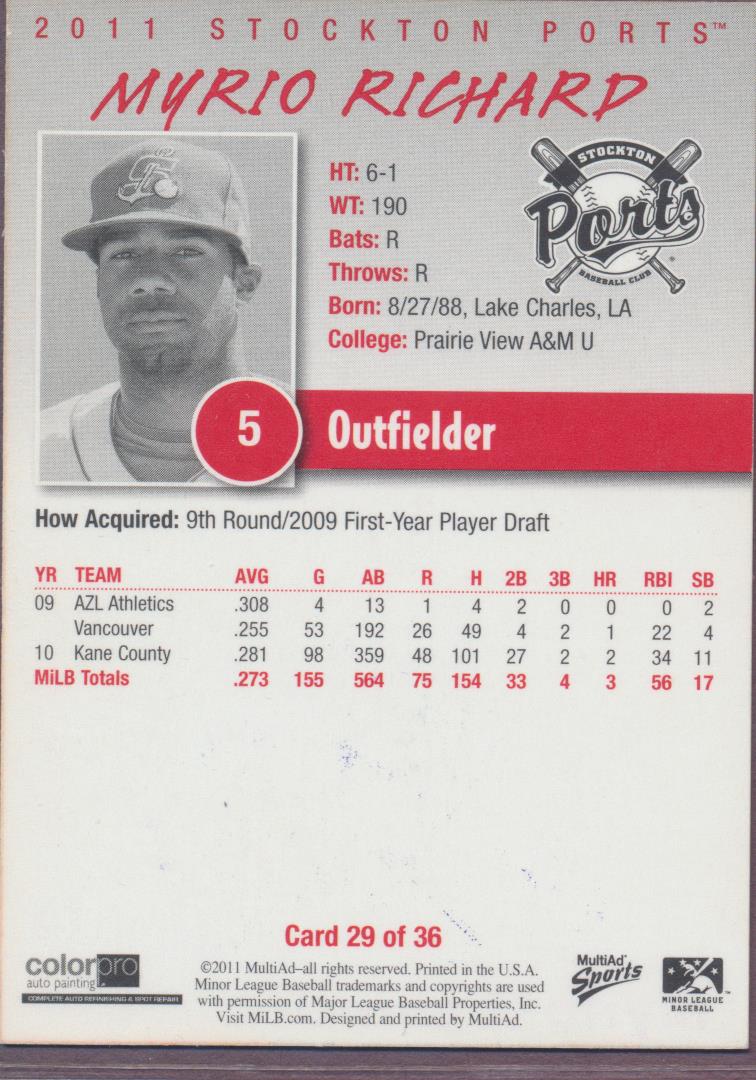 2011 STOCKTON PORTS™
MYRIO RICHARD
HT: 6-1
WT: 190
Bats: R
Throws: R
Born: 8/27/88, Lake Charles, LA
College: Prairie View A&M U
STOCKTON
Ports
BASEBALL CLUB
5
Outfielder
How Acquired: 9th Round/2009 First-Year Player Draft
YR TEAM AVG G AB R H 2B 3B HR RBI SB
09 AZL Athletics .308 4 13 1 4 2 0 0 0 2
Vancouver .255 53 192 26 49 4 2 1 22 4
10 Kane County .281 98 359 48 101 27 2 2 34 11
MiLB Totals .273 155 564 75 154 33 4 3 56 17
Card 29 of 36
colorpro
auto painting
COMPLETE AUTO REFINISHING & SPOT REPAIR
©2011 MultiAd–all rights reserved. Printed in the U.S.A.
Minor League Baseball trademarks and copyrights are used
with permission of Major League Baseball Properties, Inc.
Visit MiLB.com. Designed and printed by MultiAd.
MultiAd
Sports
MINOR LEAGUE
BASEBALL